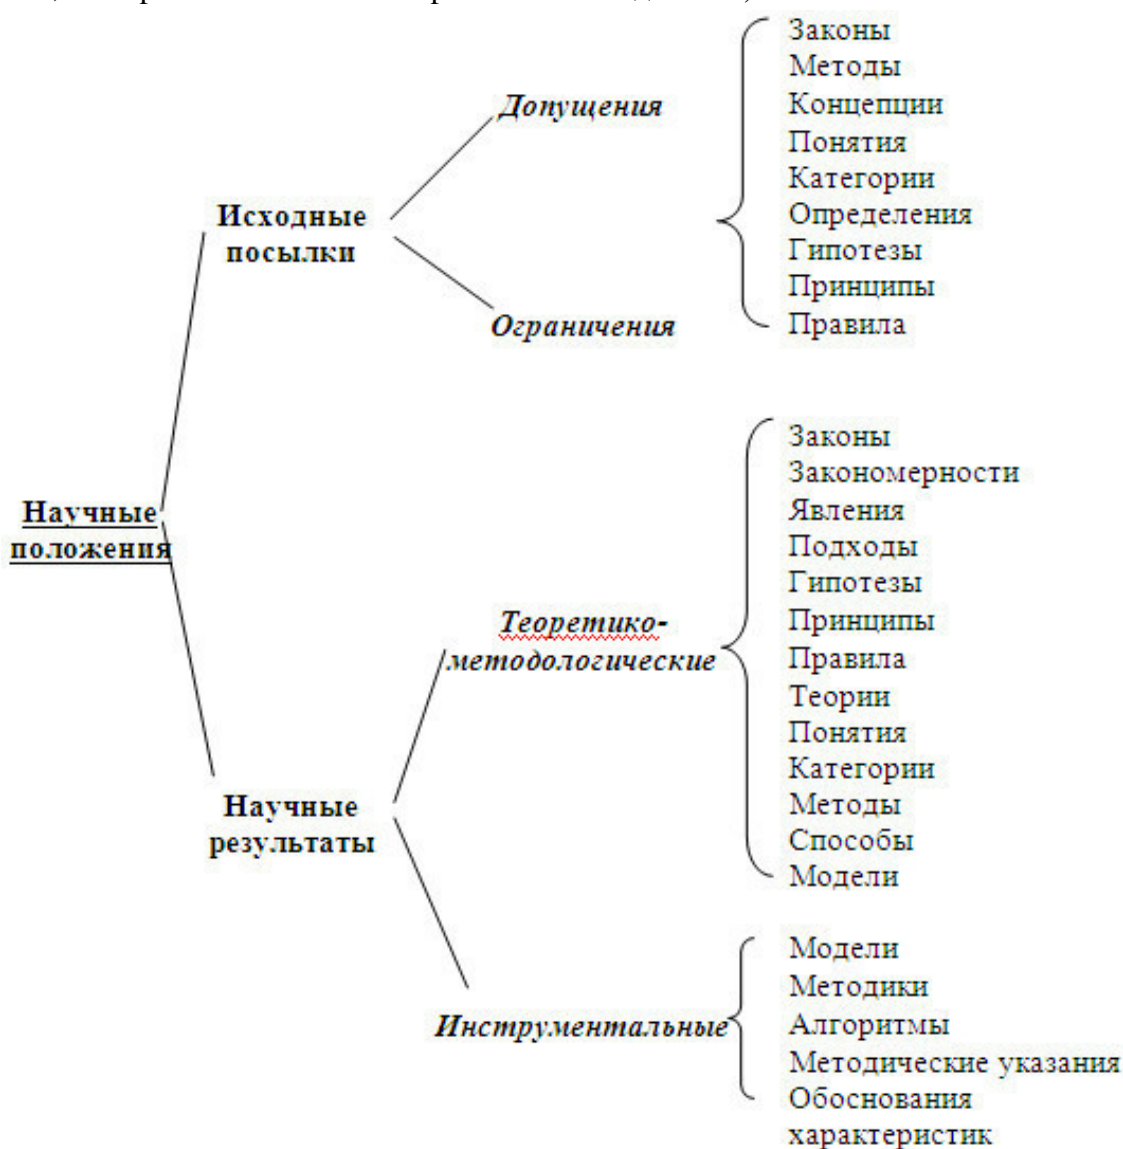 Законы
Методы
Допущения
Концепции
Понятия
Категории
Исходные
посылки
Определения
Гипотезы
Принципы
Ограничения
Правила
Научные
положения
Законы
Закономерности
Явления
Подходы
Гипотезы
Теоретико-
методологические
Принципы
Правила
Теории
Понятия
Категории
Методы
Способы
Модели
Научные
результаты
Инструментальные
Модели
Методики
Алгоритмы
Методические указания
Обоснования
характеристик